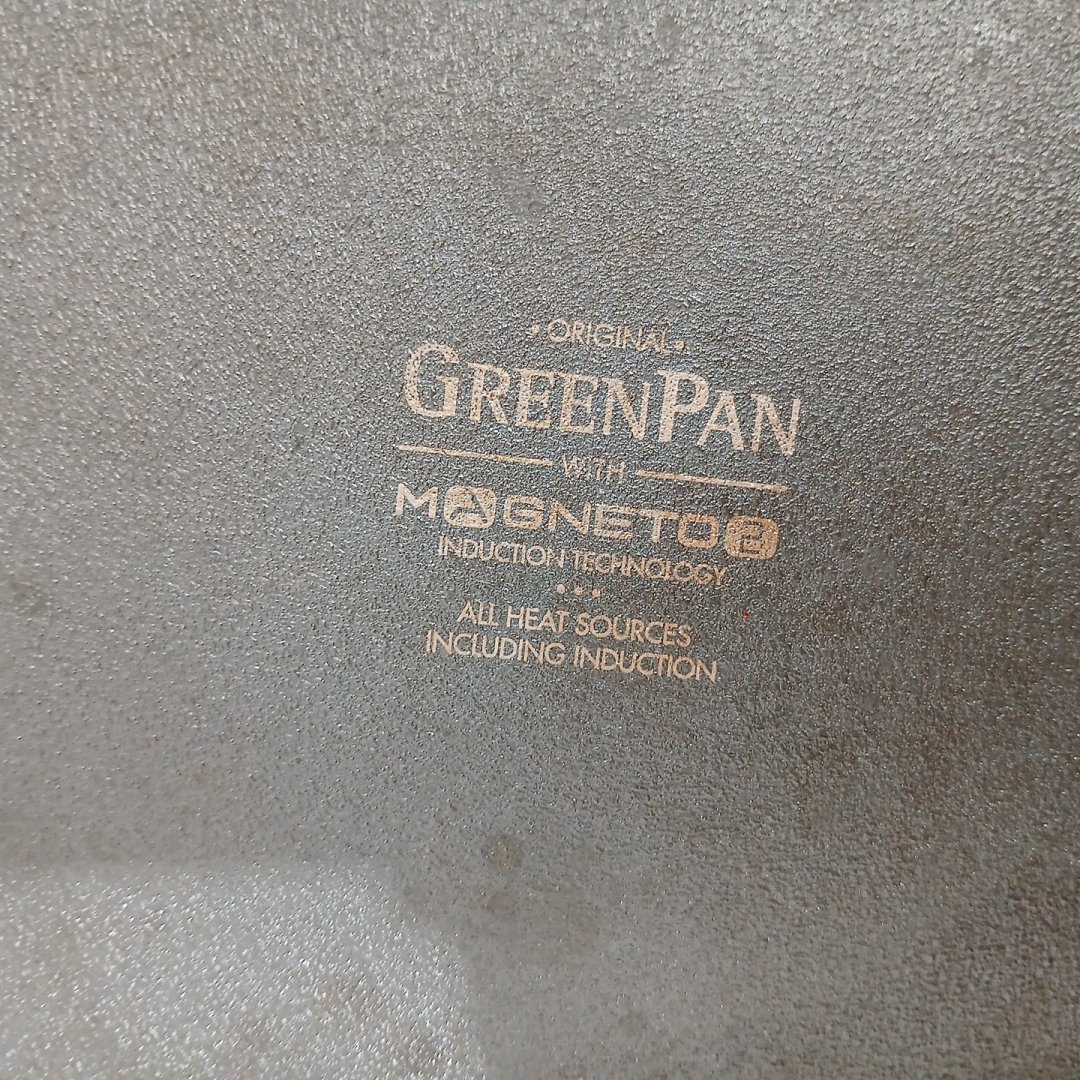 • ORIGINAL •
GREENPAN
WITH
MAGNETO2
INDUCTION TECHNOLOGY
•••
ALL HEAT SOURCES
INCLUDING INDUCTION